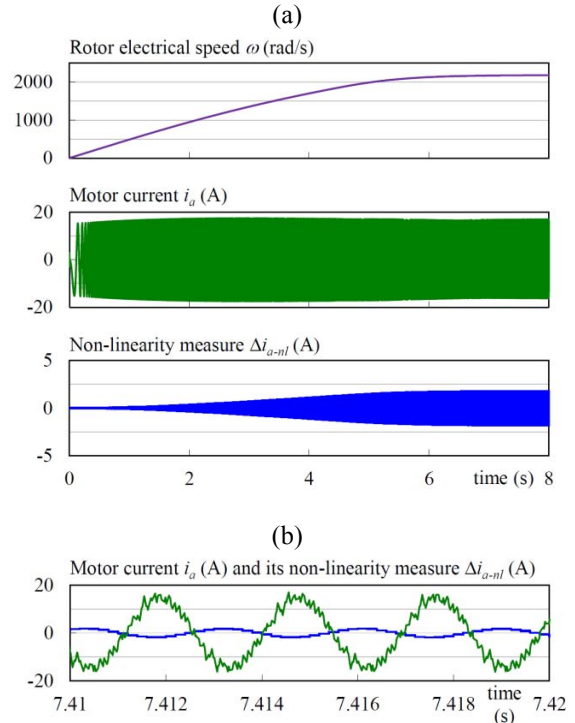 (a)
Rotor electrical speed ω (rad/s)
2000
1000
0
Motor current iₐ (A)
20
0
-20
Non-linearity measure Δiₐ₋ₙₗ (A)
5
0
-5
0 2 4 6 time (s) 8
(b)
Motor current iₐ (A) and its non-linearity measure Δiₐ₋ₙₗ (A)
20
0
-20
time
7.41 7.412 7.414 7.416 7.418 (s) 7.42